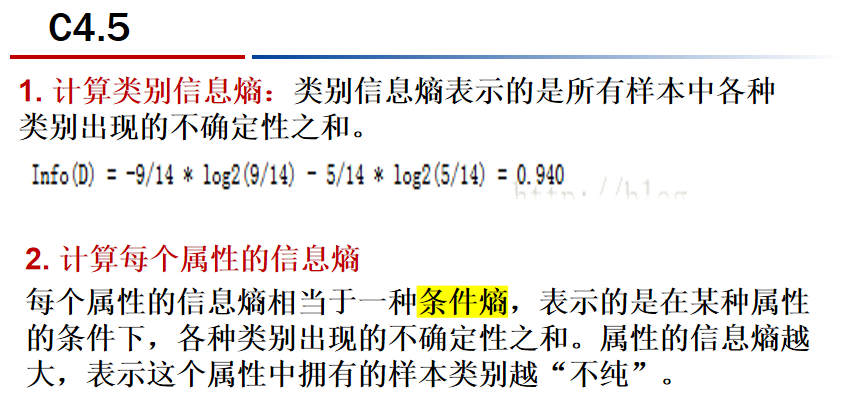 C4.5
1. 计算类别信息熵：类别信息熵表示的是所有样本中各种
类别出现的不确定性之和。
Info(D) = -9/14 * log2(9/14) - 5/14 * log2(5/14) = 0.940
http://blog
2. 计算每个属性的信息熵
每个属性的信息熵相当于一种条件熵，表示的是在某种属性
的条件下，各种类别出现的不确定性之和。属性的信息熵越
大，表示这个属性中拥有的样本类别越“不纯”。